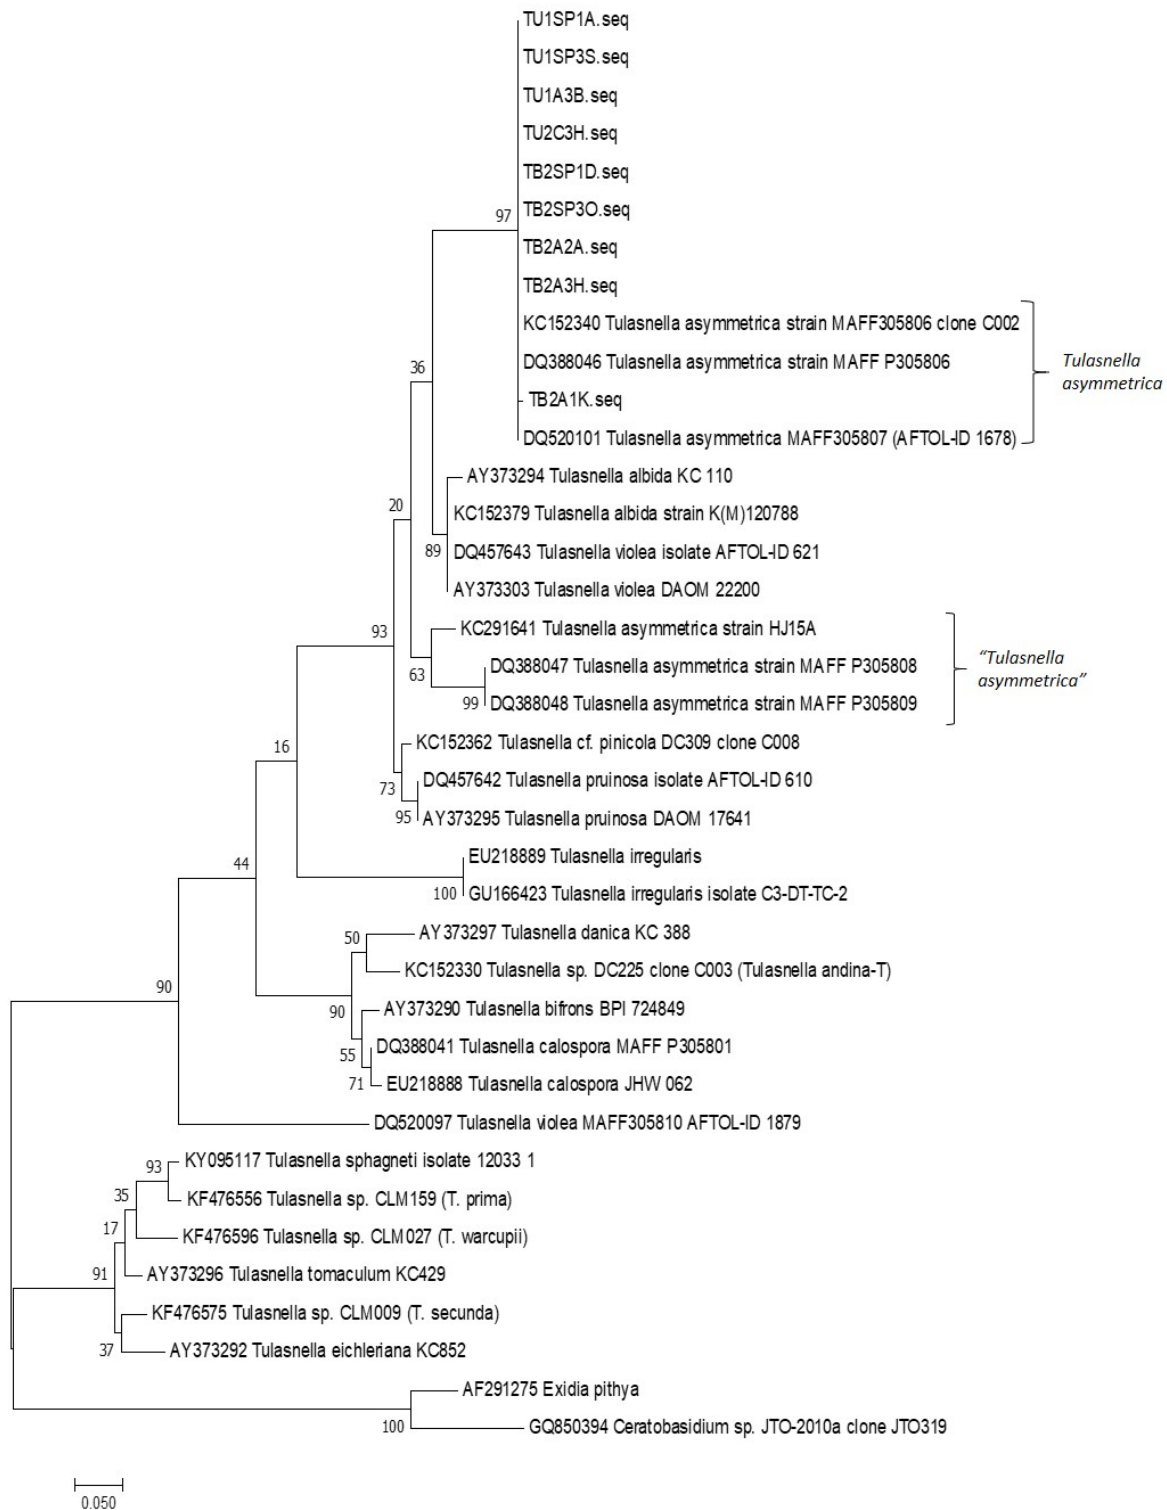 TU1SP1A.seq
TU1SP3S.seq
TU1A3B.seq
TU2C3H.seq
TB2SP1D.seq
TB2SP3O.seq
97
TB2A2A.seq
TB2A3H.seq
KC152340 Tulasnella asymmetrica strain MAFF305806 clone C002
DQ388046 Tulasnella asymmetrica strain MAFF P305806
Tulasnella
asymmetrica
36
TB2A1K.seq
DQ520101 Tulasnella asymmetrica MAFF305807 (AFTOL-ID 1678)
AY373294 Tulasnella albida KC 110
20
KC152379 Tulasnella albida strain K(M)120788
89
DQ457643 Tulasnella violea isolate AFTOL-ID 621
AY373303 Tulasnella violea DAOM 22200
93
KC291641 Tulasnella asymmetrica strain HJ15A
63
DQ388047 Tulasnella asymmetrica strain MAFF P305808
"Tulasnella
asymmetrica"
99
DQ388048 Tulasnella asymmetrica strain MAFF P305809
16
KC152362 Tulasnella cf. pinicola DC309 clone C008
73
DQ457642 Tulasnella pruinosa isolate AFTOL-ID 610
95
AY373295 Tulasnella pruinosa DAOM 17641
44
EU218889 Tulasnella irregularis
100
GU166423 Tulasnella irregularis isolate C3-DT-TC-2
50
AY373297 Tulasnella danica KC 388
KC152330 Tulasnella sp. DC225 clone C003 (Tulasnella andina-T)
90
90
AY373290 Tulasnella bifrons BPI 724849
55
DQ388041 Tulasnella calospora MAFF P305801
71
EU218888 Tulasnella calospora JHW 062
DQ520097 Tulasnella violea MAFF305810 AFTOL-ID 1879
93
KY095117 Tulasnella sphagneti isolate 12033 1
35
KF476556 Tulasnella sp. CLM159 (T. prima)
17
KF476596 Tulasnella sp. CLM027 (T. warcupii)
91
AY373296 Tulasnella tomaculum KC429
KF476575 Tulasnella sp. CLM009 (T. secunda)
37
AY373292 Tulasnella eichleriana KC852
AF291275 Exidia pithya
100
GQ850394 Ceratobasidium sp. JTO-2010a clone JTO319
0.050